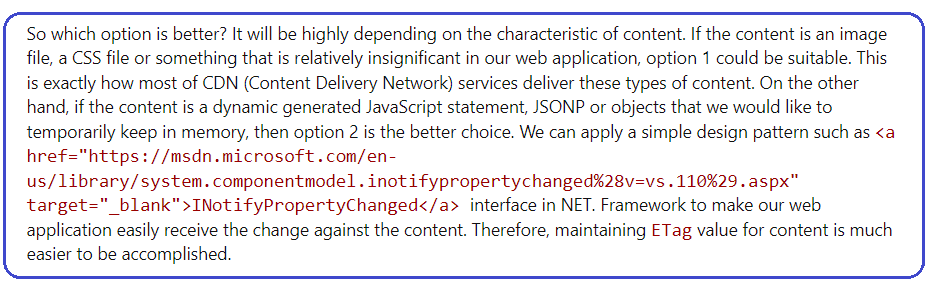 So which option is better? It will be highly depending on the characteristic of content. If the content is an image
file, a CSS file or something that is relatively insignificant in our web application, option 1 could be suitable. This
is exactly how most of CDN (Content Delivery Network) services deliver these types of content. On the other
hand, if the content is a dynamic generated JavaScript statement, JSONP or objects that we would like to
temporarily keep in memory, then option 2 is the better choice. We can apply a simple design pattern such as <a
href="https://msdn.microsoft.com/en-
us/library/system.componentmodel.inotifypropertychanged%28v=vs.110%29.aspx"
target="_blank">INotifyPropertyChanged</a> interface in NET. Framework to make our web
application easily receive the change against the content. Therefore, maintaining ETag value for content is much
easier to be accomplished.